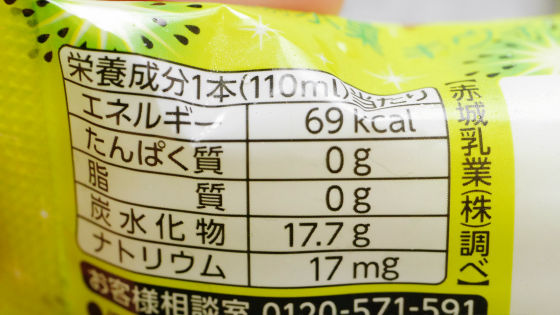 栄養成分1本(110ml)当たり
エネルギー 69 kcal
たんぱく質 0 g
脂質 0 g
炭水化物 17.7 g
ナトリウム 17 mg
【赤城乳業(株)調べ】
お客様相談室 0120-571-591